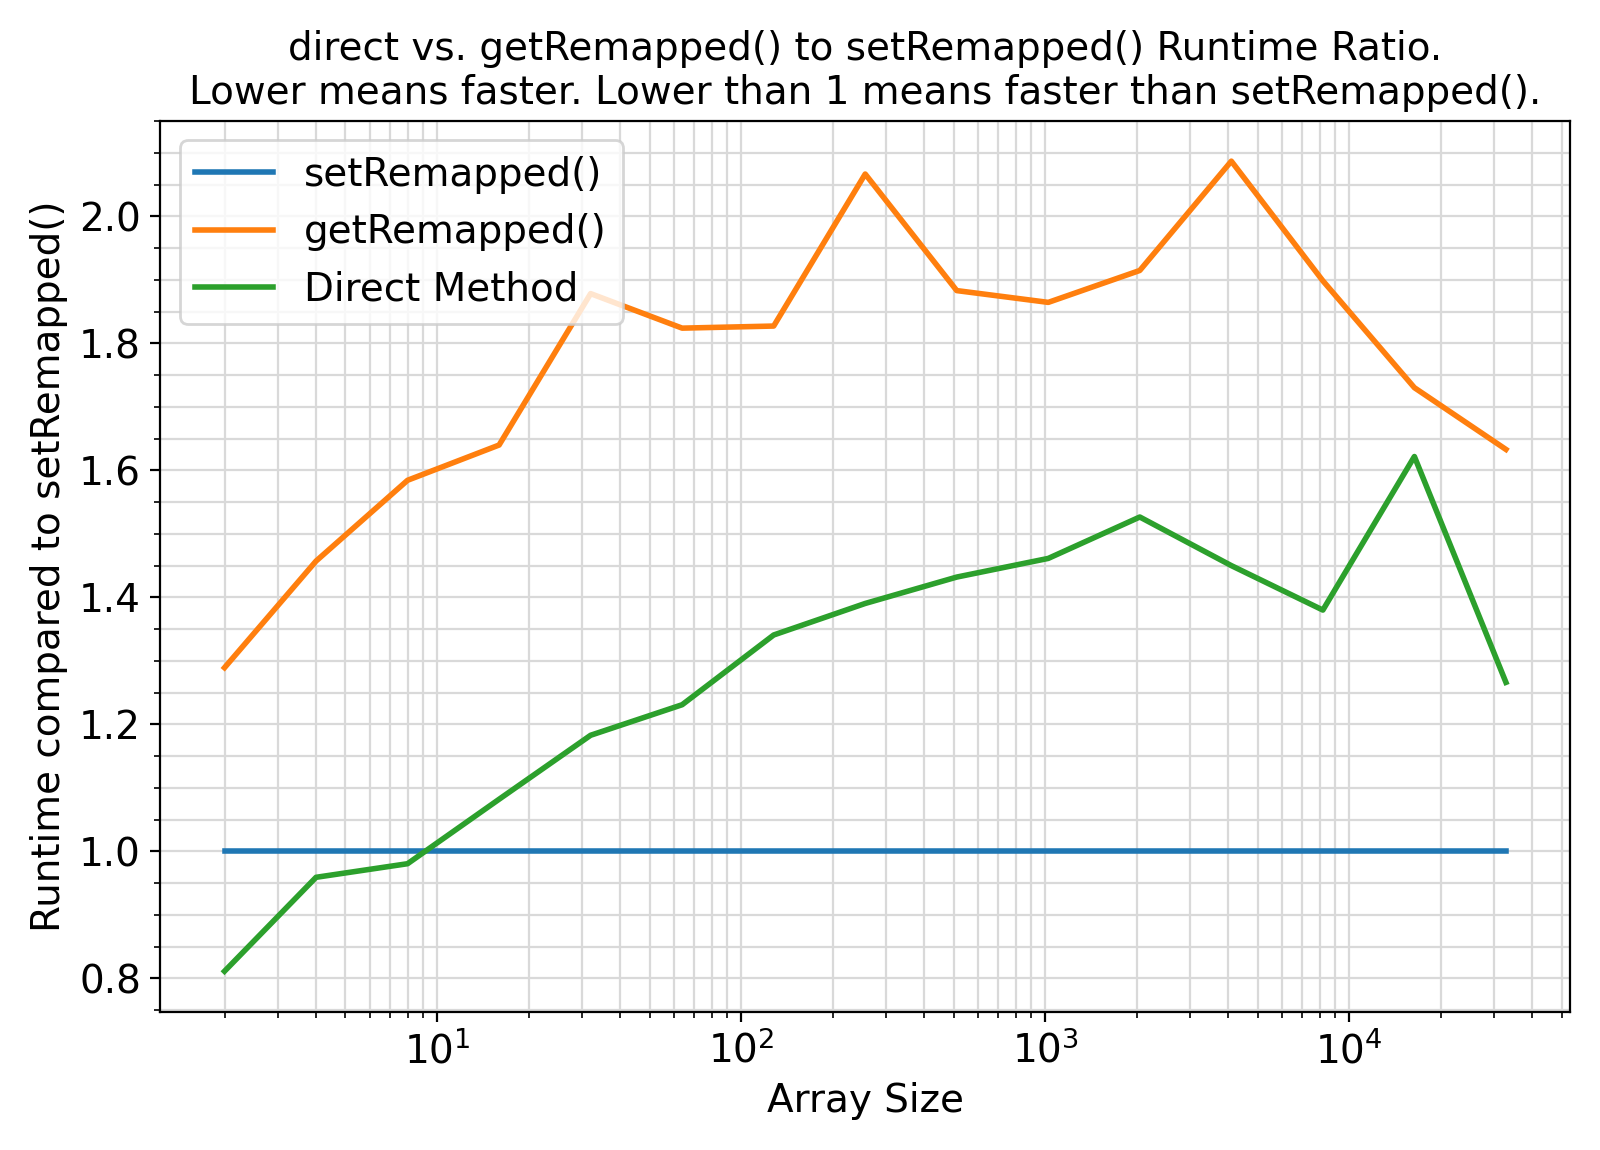 direct vs. getRemapped() to setRemapped() Runtime Ratio.
Lower means faster. Lower than 1 means faster than setRemapped().
setRemapped()
getRemapped()
Direct Method
Runtime compared to setRemapped()
2.0
1.8
1.6
1.4
1.2
1.0
0.8
10¹ 10² 10³ 10⁴
Array Size